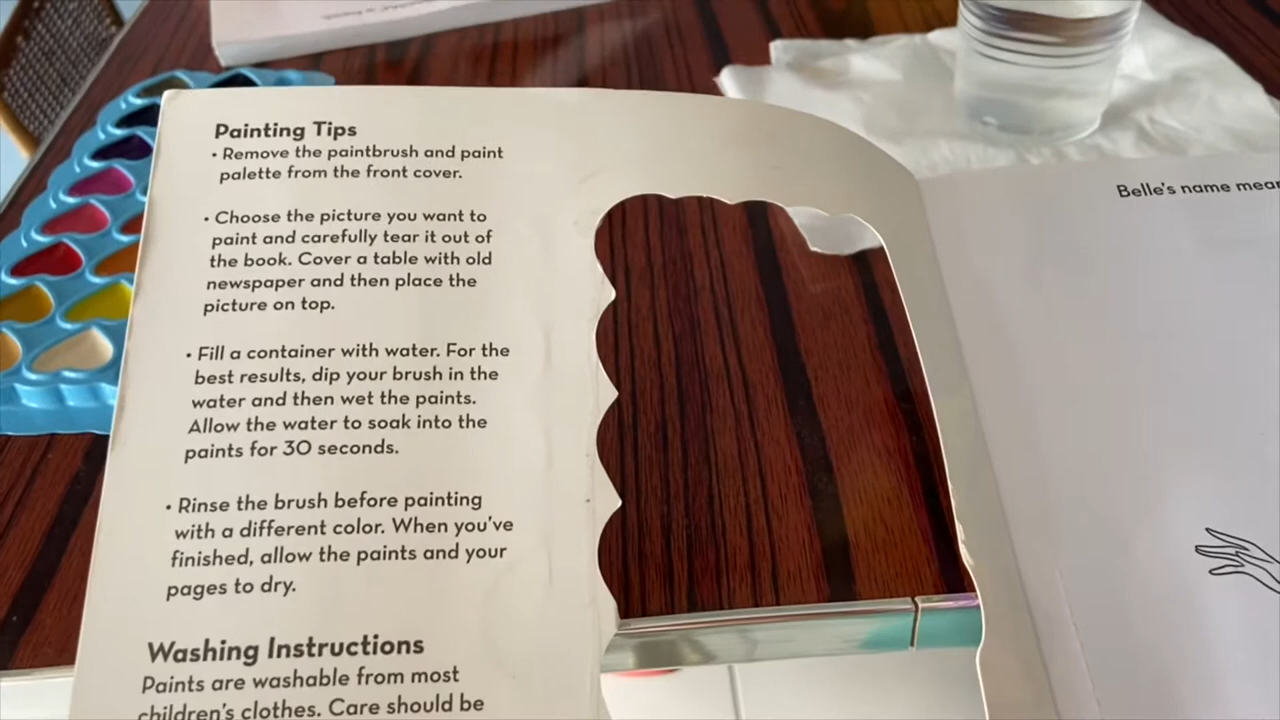 Painting Tips
• Remove the paintbrush and paint
palette from the front cover.
• Choose the picture you want to
paint and carefully tear it out of
the book. Cover a table with old
newspaper and then place the
picture on top.
• Fill a container with water. For the
best results, dip your brush in the
water and then wet the paints.
Allow the water to soak into the
paints for 30 seconds.
• Rinse the brush before painting
with a different color. When you've
finished, allow the paints and your
pages to dry.
Washing Instructions
Paints are washable from most
children's clothes. Care should be
Belle's name